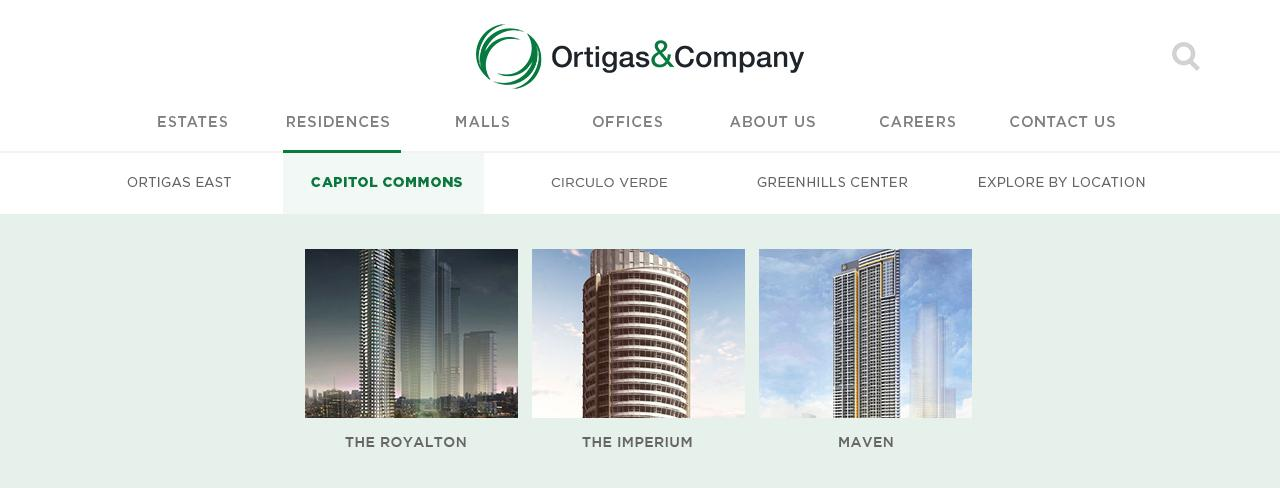 Ortigas&Company
ESTATES RESIDENCES MALLS OFFICES ABOUT US CAREERS CONTACT US
ORTIGAS EAST CAPITOL COMMONS CIRCULO VERDE GREENHILLS CENTER EXPLORE BY LOCATION
THE ROYALTON THE IMPERIUM MAVEN